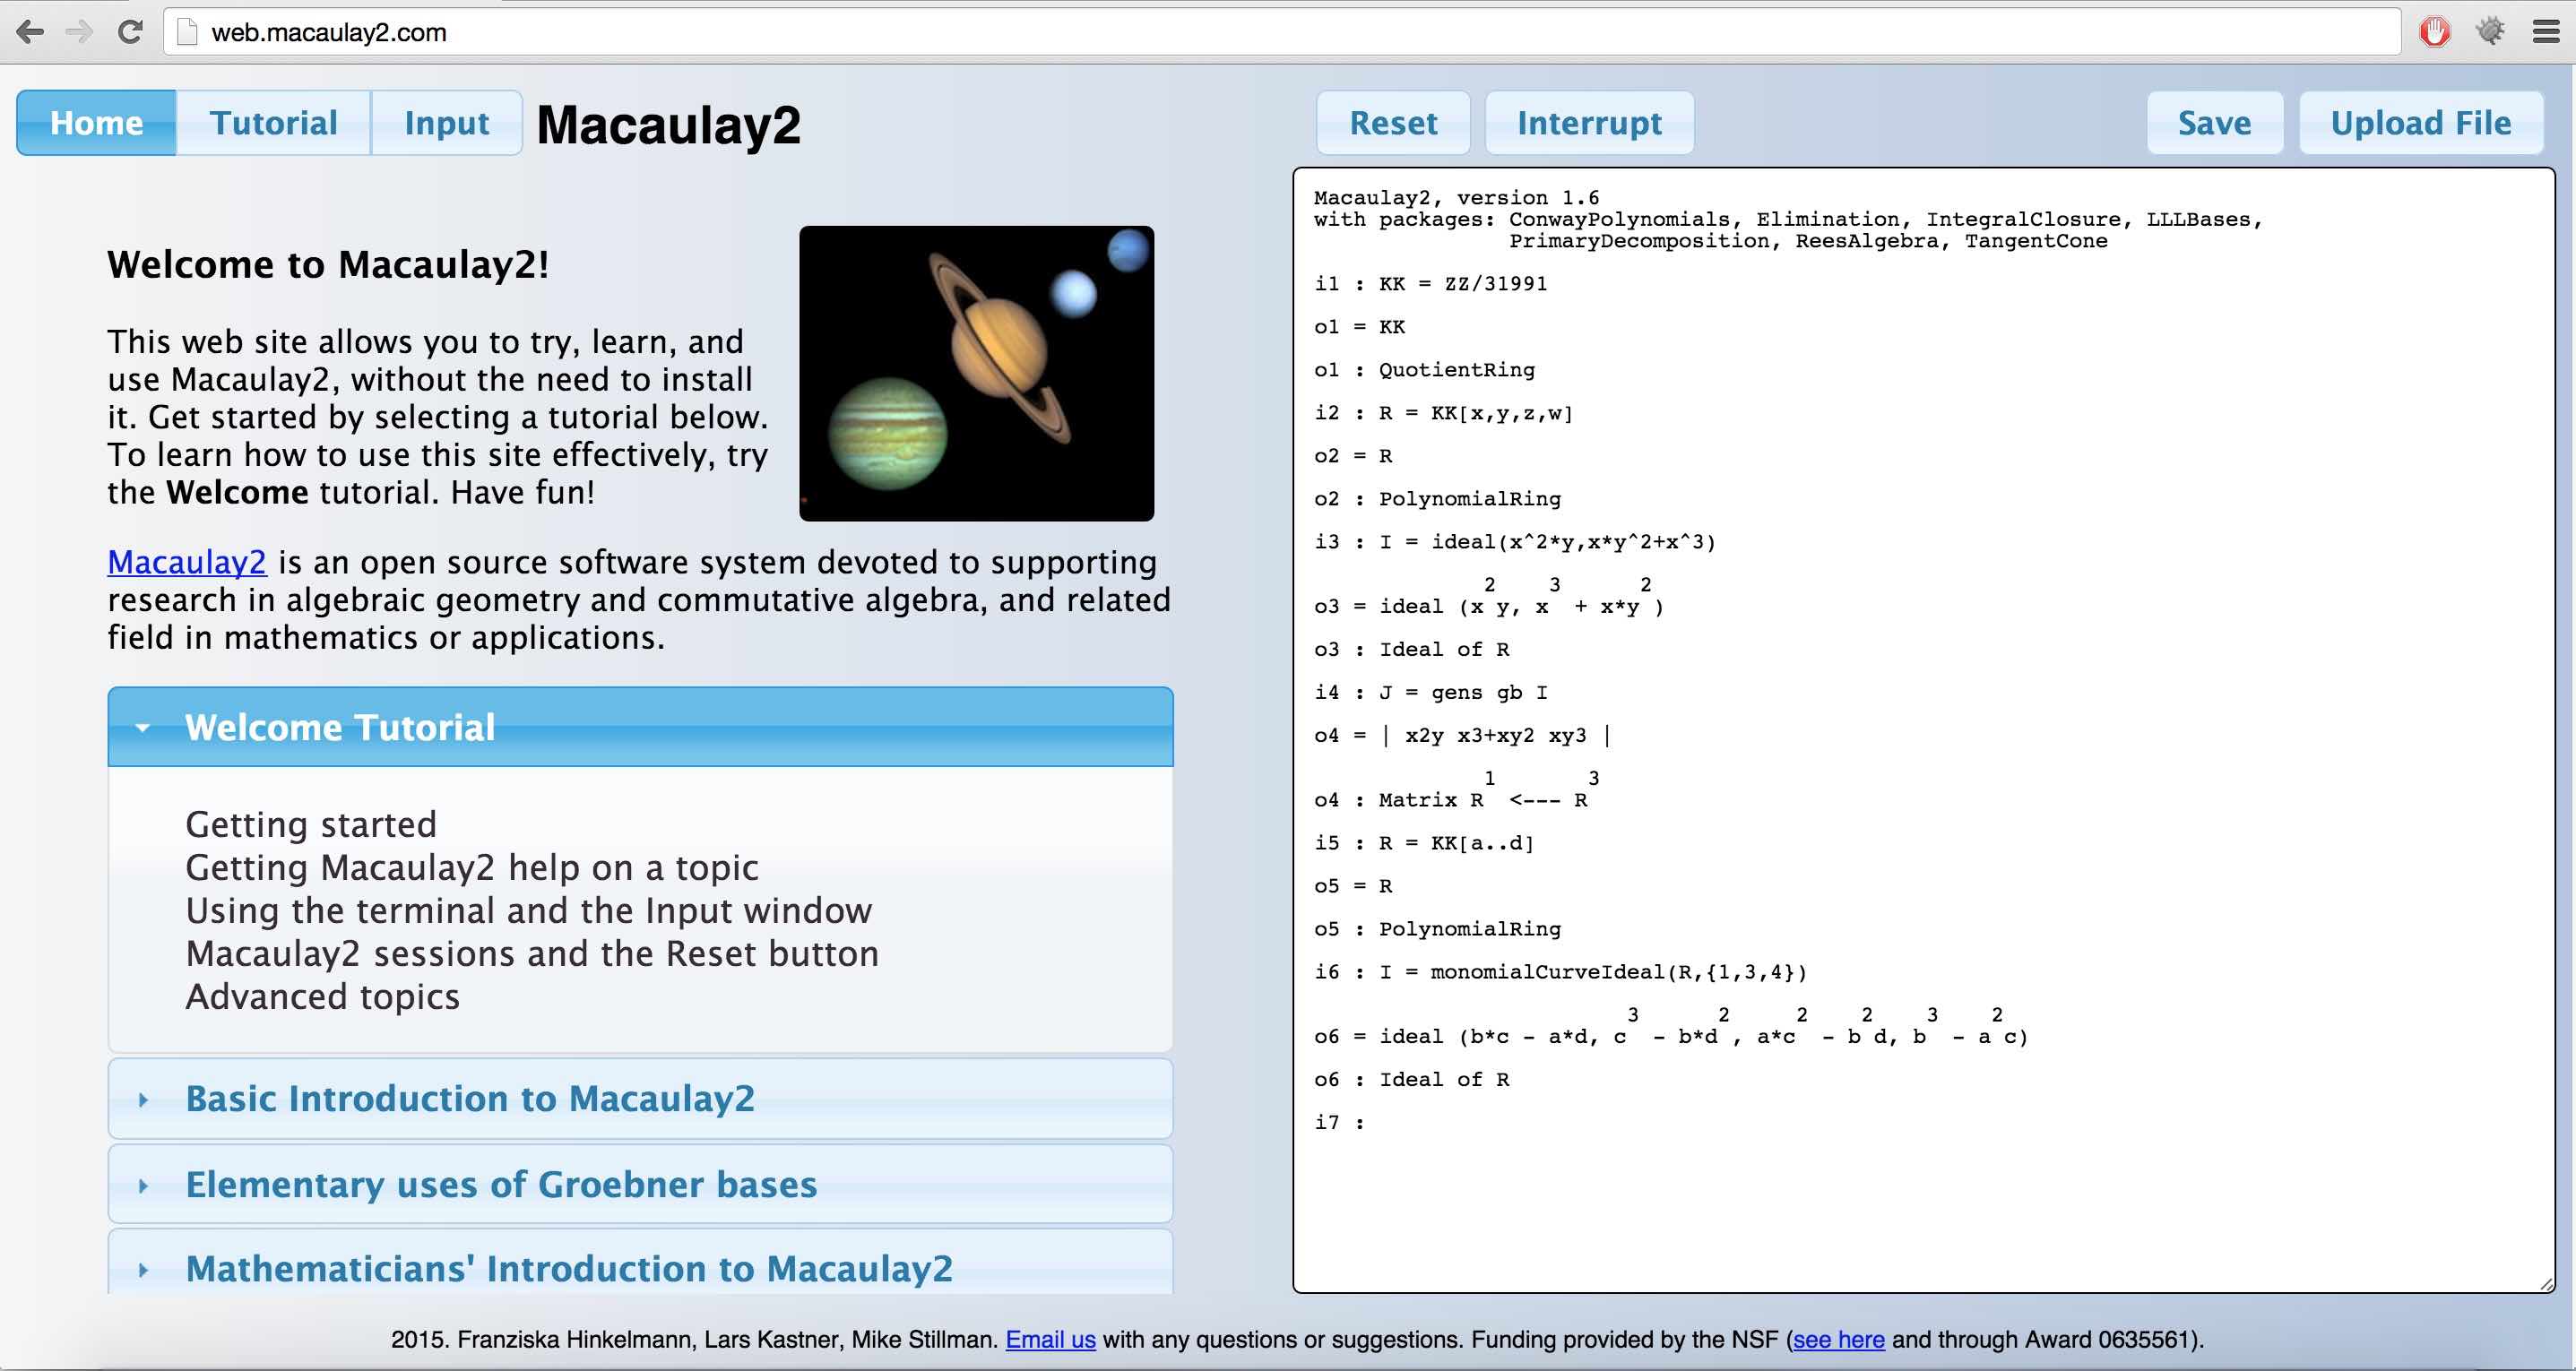 web.macaulay2.com
Home Tutorial Input Macaulay2 Reset Interrupt Save Upload File
Welcome to Macaulay2!
This web site allows you to try, learn, and
use Macaulay2, without the need to install
it. Get started by selecting a tutorial below.
To learn how to use this site effectively, try
the Welcome tutorial. Have fun!
Macaulay2 is an open source software system devoted to supporting
research in algebraic geometry and commutative algebra, and related
field in mathematics or applications.
Welcome Tutorial
Getting started
Getting Macaulay2 help on a topic
Using the terminal and the Input window
Macaulay2 sessions and the Reset button
Advanced topics
Basic Introduction to Macaulay2
Elementary uses of Groebner bases
Mathematicians' Introduction to Macaulay2
Macaulay2, version 1.6
with packages: ConwayPolynomials, Elimination, IntegralClosure, LLLBases,
PrimaryDecomposition, ReesAlgebra, TangentCone
i1 : KK = ZZ/31991
o1 = KK
o1 : QuotientRing
i2 : R = KK[x,y,z,w]
o2 = R
o2 : PolynomialRing
i3 : I = ideal(x^2*y,x*y^2+x^3)
2 3 2
o3 = ideal (x y, x + x*y )
o3 : Ideal of R
i4 : J = gens gb I
o4 = | x2y x3+xy2 xy3 |
1 3
o4 : Matrix R <--- R
i5 : R = KK[a..d]
o5 = R
o5 : PolynomialRing
i6 : I = monomialCurveIdeal(R,{1,3,4})
3 2 2 2 3 2
o6 = ideal (b*c - a*d, c - b*d , a*c - b d, b - a c)
o6 : Ideal of R
i7 :
2015. Franziska Hinkelmann, Lars Kastner, Mike Stillman. Email us with any questions or suggestions. Funding provided by the NSF (see here and through Award 0635561).